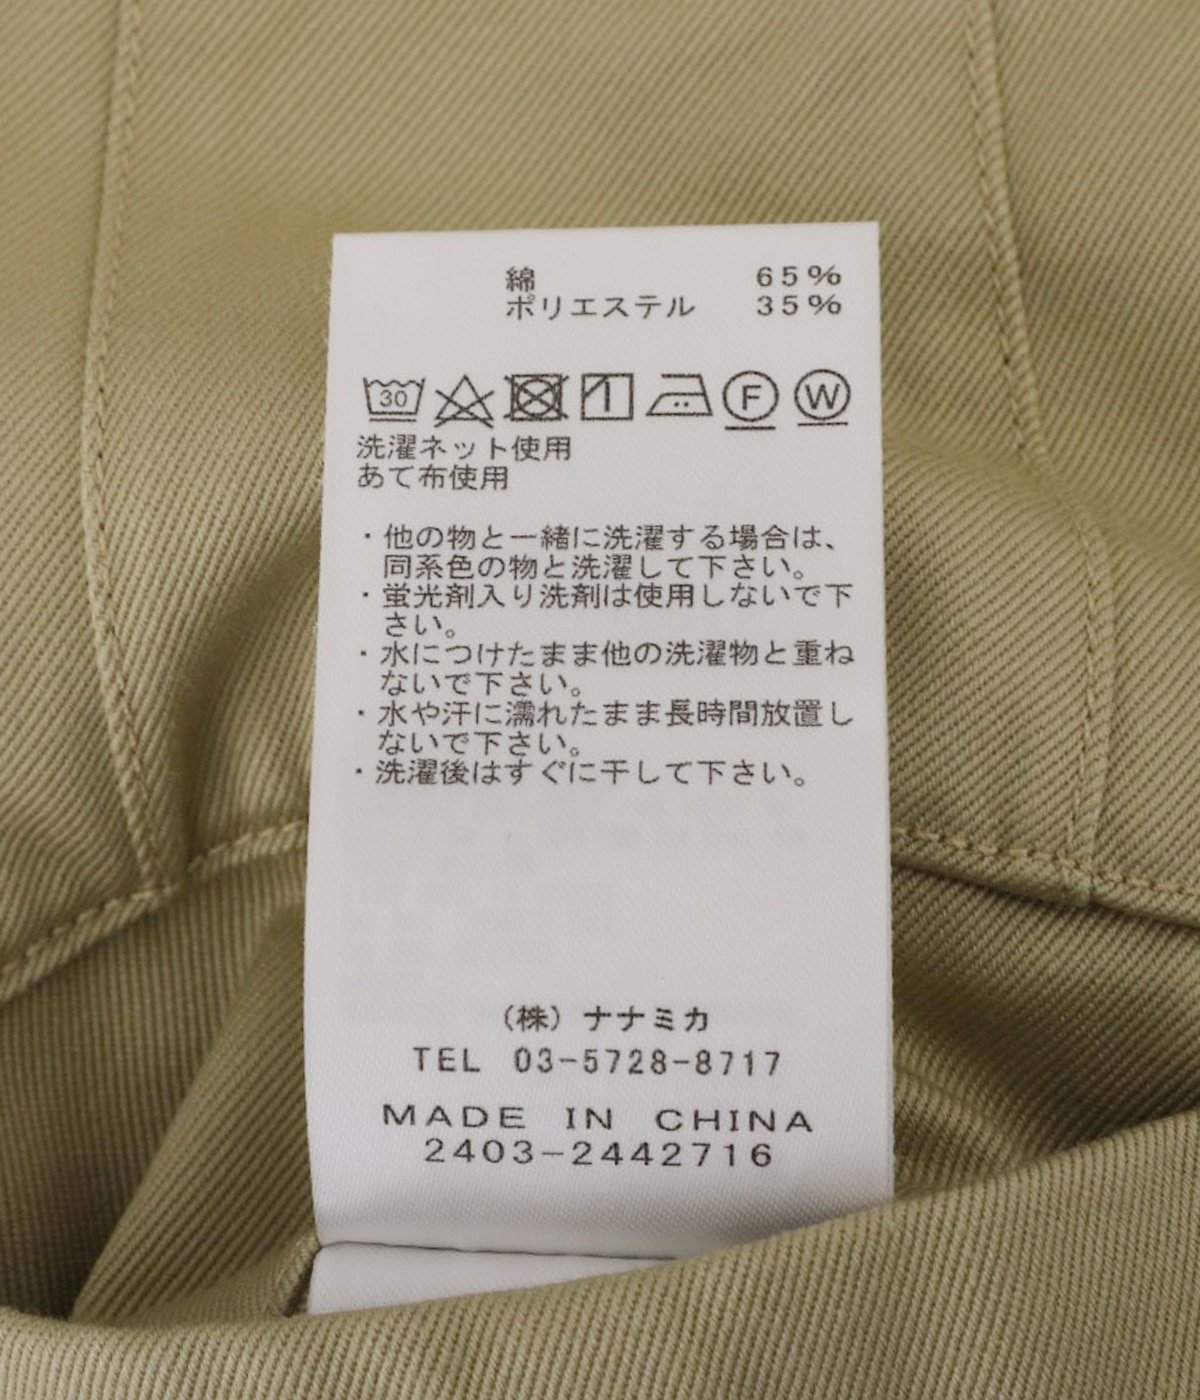 綿 65%
ポリエステル 35%
30 F W
洗濯ネット使用
あて布使用
・他の物と一緒に洗濯する場合は、
同系色の物と洗濯して下さい。
・蛍光剤入り洗剤は使用しないで下
さい。
・水につけたまま他の洗濯物と重ね
ないで下さい。
・水や汗に濡れたまま長時間放置し
ないで下さい。
・洗濯後はすぐに干して下さい。
(株)ナナミカ
TEL 03-5728-8717
MADE IN CHINA
2403-2442716